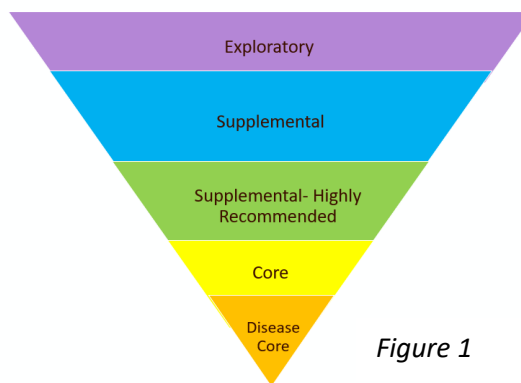 Exploratory
Supplemental
Supplemental- Highly
Recommended
Core
Disease
Core
Figure 1